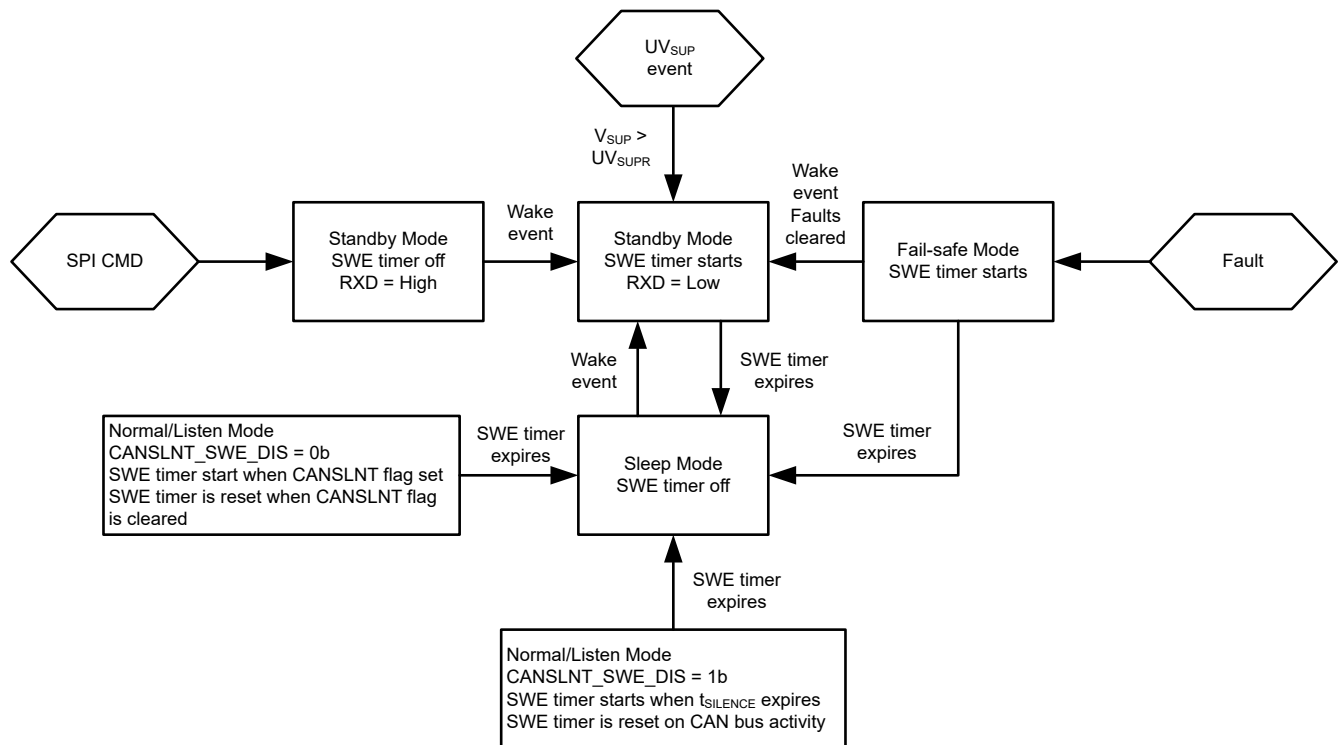 UVSUP
event
VSUP >
UVSUPR
Wake
event
Faults
cleared
Wake
event
SPI CMD
Standby Mode
SWE timer off
RXD = High
Standby Mode
SWE timer starts
RXD = Low
Fail-safe Mode
SWE timer starts
Fault
Wake
event
SWE timer
expires
Normal/Listen Mode
CANSLNT_SWE_DIS = 0b
SWE timer start when CANSLNT flag set
SWE timer is reset when CANSLNT flag
is cleared
SWE timer
expires
Sleep Mode
SWE timer off
SWE timer
expires
SWE timer
expires
Normal/Listen Mode
CANSLNT_SWE_DIS = 1b
SWE timer starts when tSILENCE expires
SWE timer is reset on CAN bus activity